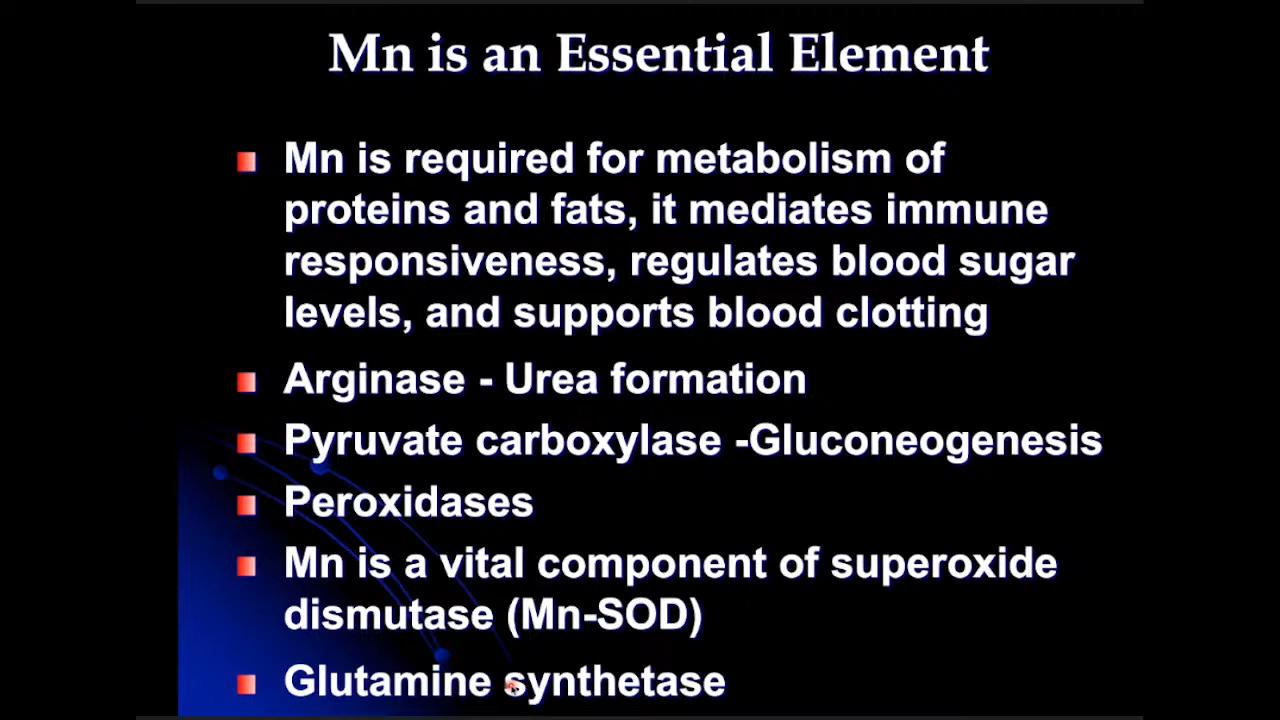 Mn is an Essential Element
Mn is required for metabolism of
proteins and fats, it mediates immune
responsiveness, regulates blood sugar
levels, and supports blood clotting
Arginase - Urea formation
Pyruvate carboxylase -Gluconeogenesis
Peroxidases
Mn is a vital component of superoxide
dismutase (Mn-SOD)
Glutamine synthetase